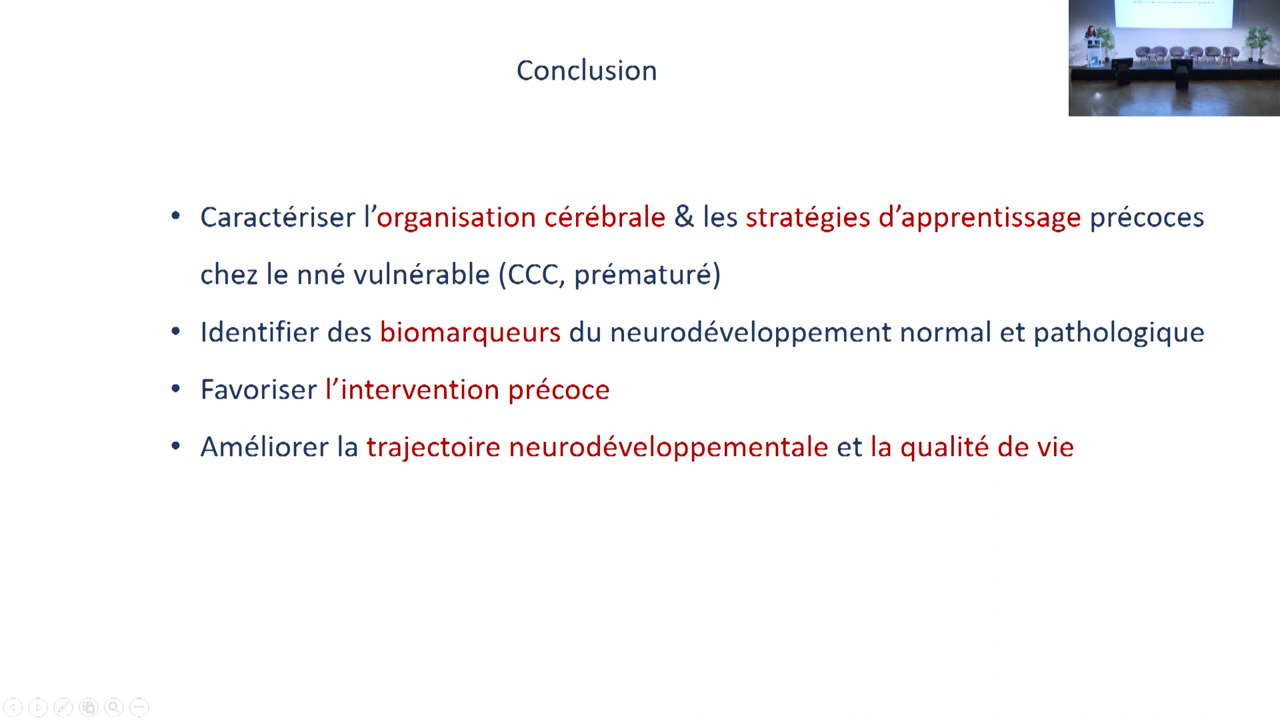 Conclusion
• Caractériser l’organisation cérébrale & les stratégies d’apprentissage précoces
chez le nné vulnérable (CCC, prématuré)
• Identifier des biomarqueurs du neurodéveloppement normal et pathologique
• Favoriser l’intervention précoce
• Améliorer la trajectoire neurodéveloppementale et la qualité de vie